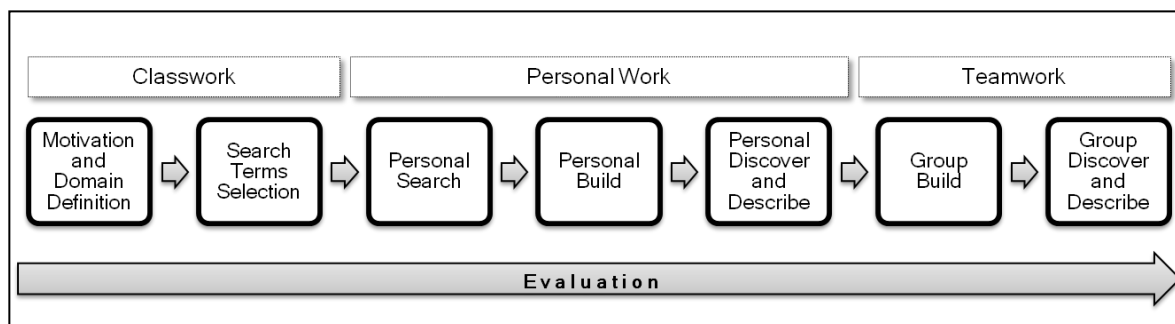 Classwork
Personal Work
Teamwork
Motivation
and
Domain
Definition
Search
Terms
Selection
Personal
Search
Personal
Build
Personal
Discover
and
Describe
Group
Build
Group
Discover
and
Describe
Evaluation